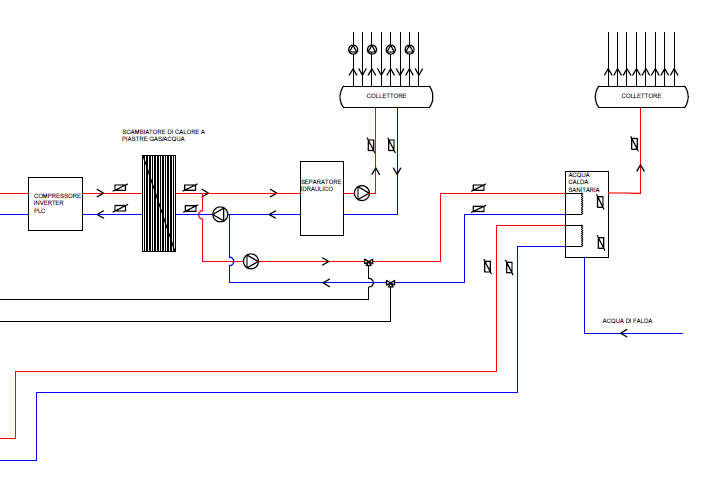 COLLETTORE
COLLETTORE
SCAMBIATORE DI CALORE A
PIASTRE GAS/ACQUA
COMPRESSORE
INVERTER
PLC
SEPARATORE
IDRAULICO
ACQUA
CALDA
SANITARIA
ACQUA DI FALDA